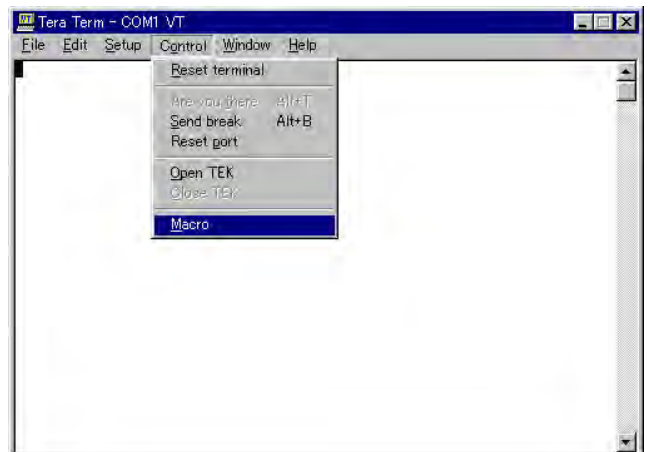 Tera Term - COM1 VT
File Edit Setup Control Window Help
Reset terminal
Are you there Alt+T
Send break Alt+B
Reset port
Open TEK
Close TEK
Macro